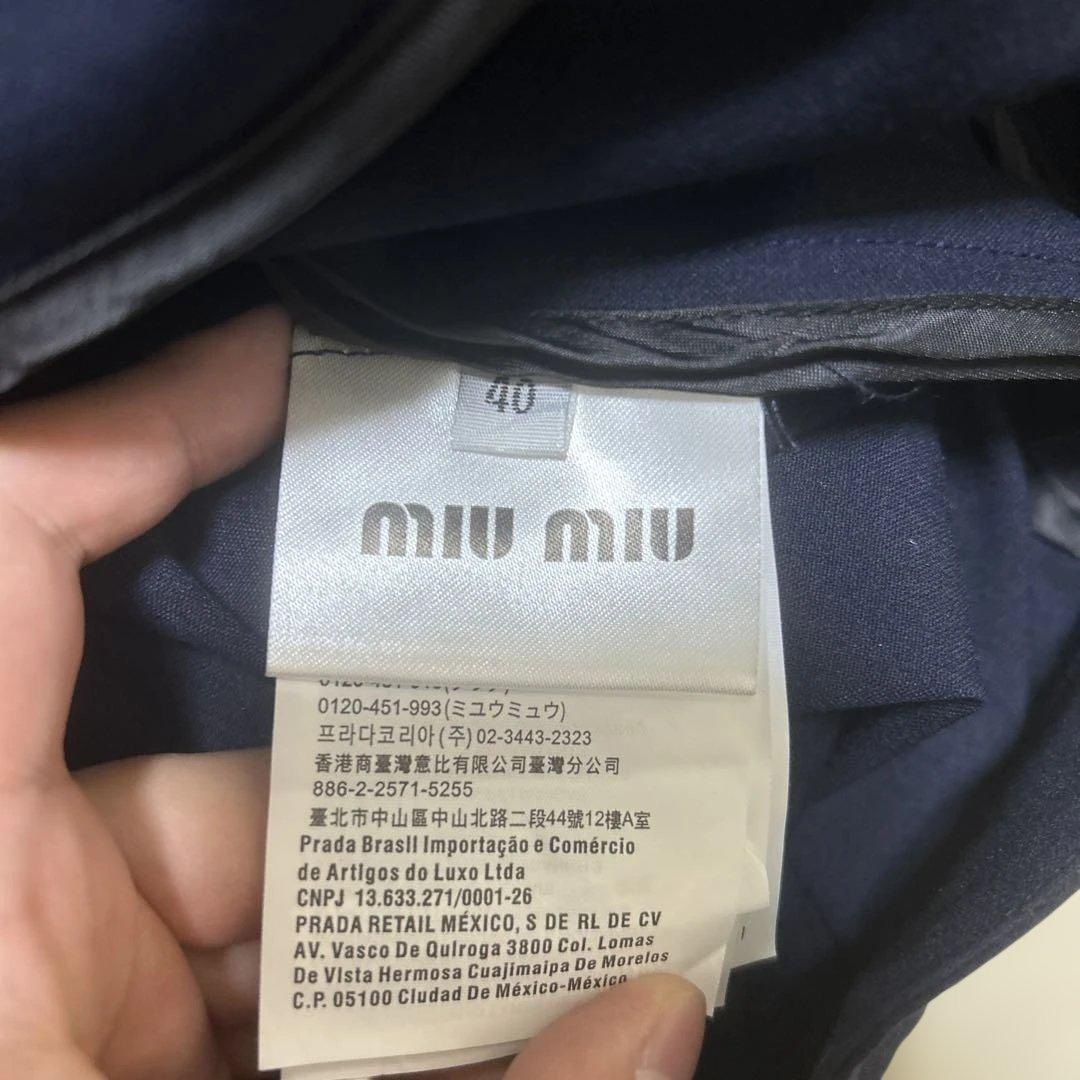 40
miu miu
0120-451-993(ミュウミュウ)
프라다코리아(주) 02-3443-2323
香港商臺灣意比有限公司臺灣分公司
886-2-2571-5255
臺北市中山區中山北路二段44號12樓A室
Prada Brasil Importação e Comércio
de Artigos do Luxo Ltda
CNPJ 13.633.271/0001-26
PRADA RETAIL MÉXICO, S DE RL DE CV
AV. Vasco De Quiroga 3800 Col. Lomas
De Vista Hermosa Cuajimaipa De Morelos
C.P. 05100 Ciudad De México-México